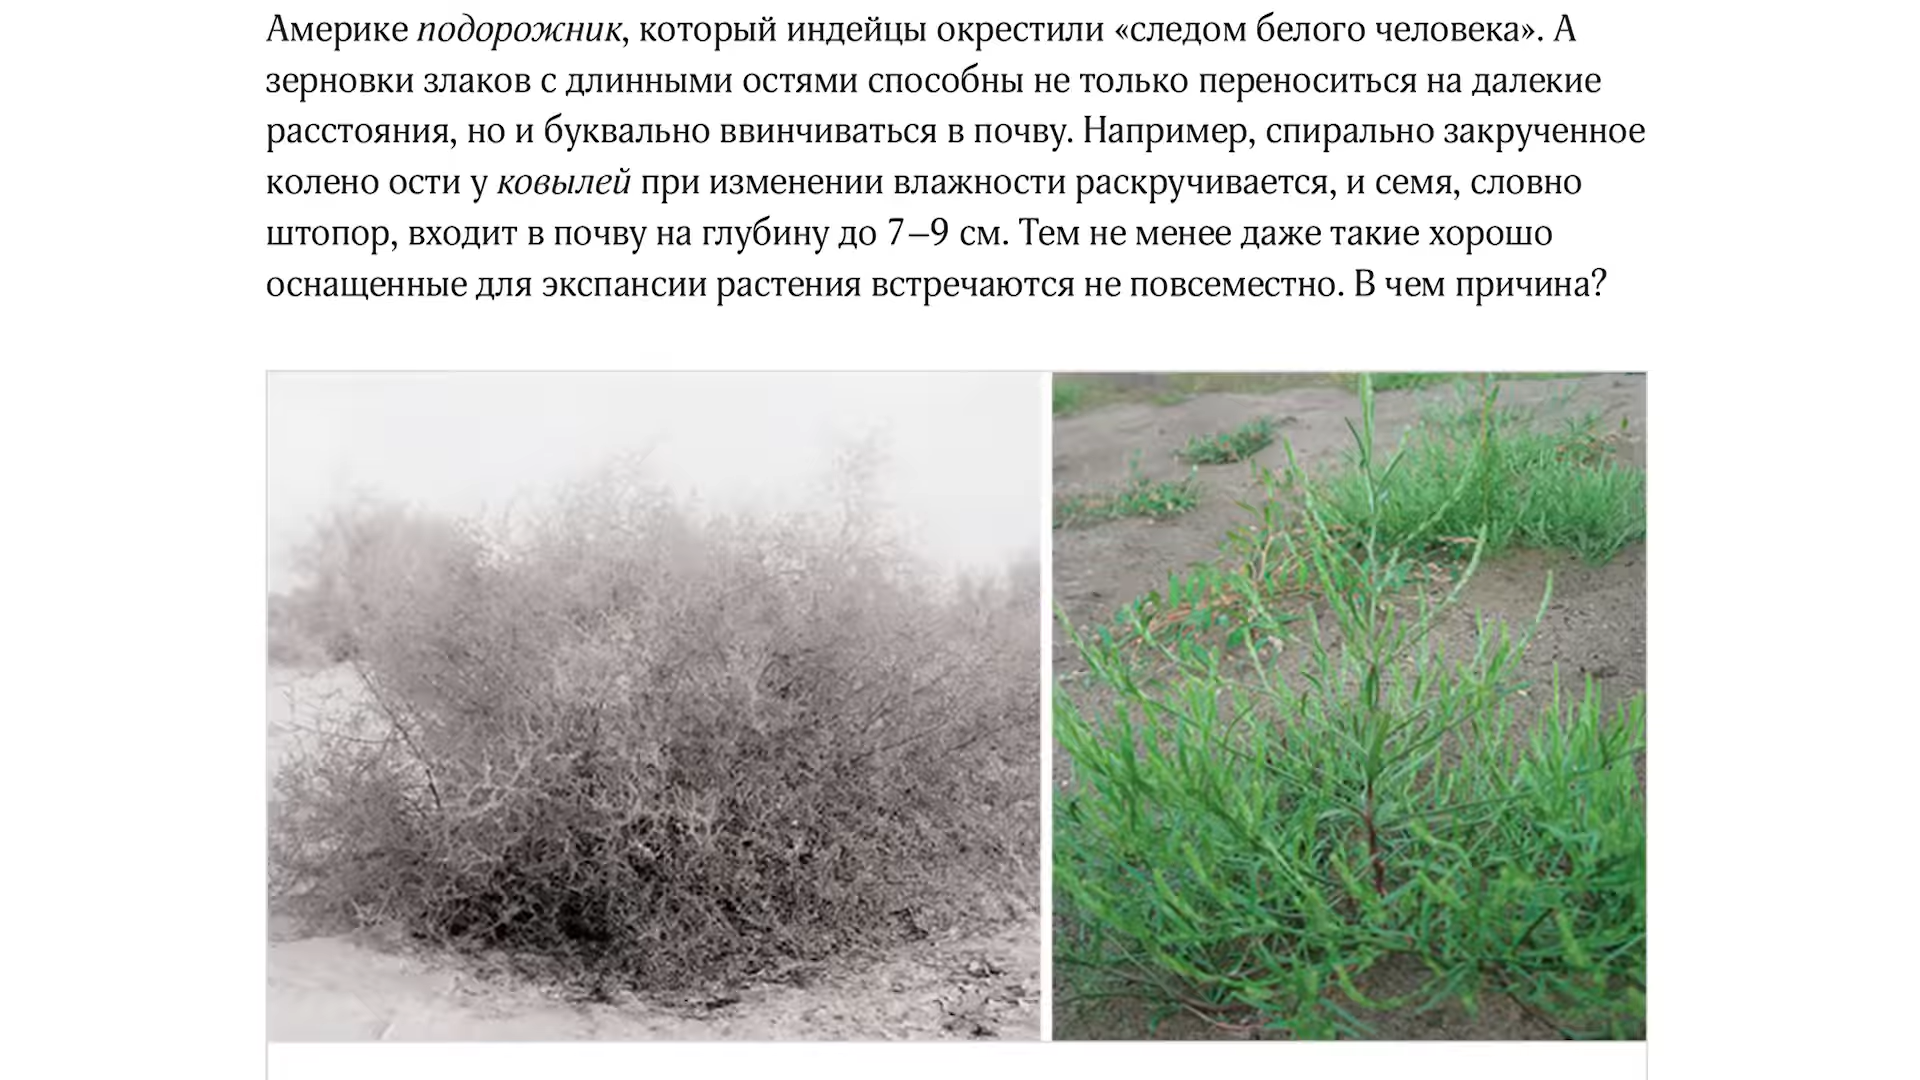 Америке подорожник, который индейцы окрестили «следом белого человека». А
зерновки злаков с длинными остями способны не только переноситься на далекие
расстояния, но и буквально ввинчиваться в почву. Например, спирально закрученное
колено ости у ковылей при изменении влажности раскручивается, и семя, словно
штопор, входит в почву на глубину до 7–9 см. Тем не менее даже такие хорошо
оснащенные для экспансии растения встречаются не повсеместно. В чем причина?